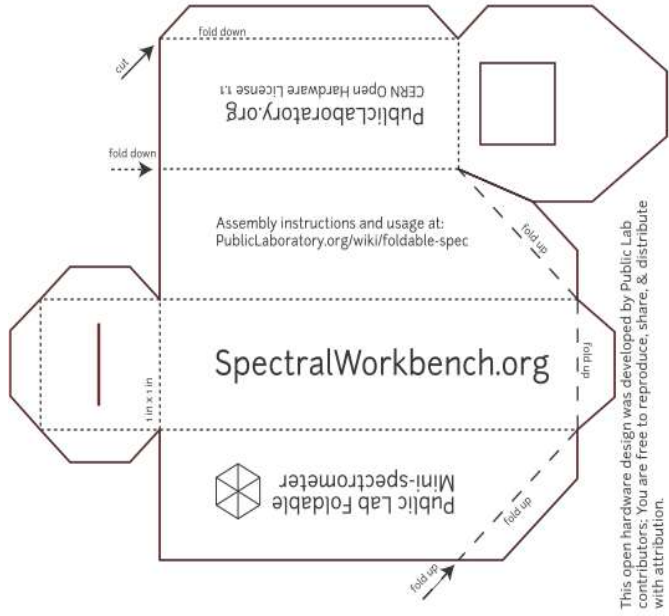 fold down
cut
PublicLaboratory.org
CERN Open Hardware License 1.1
fold down
Assembly instructions and usage at:
PublicLaboratory.org/wiki/foldable-spec
fold up
SpectralWorkbench.org
1 in x 1 in
fold up
Public Lab Foldable
Mini-spectrometer
fold up
fold up
This open hardware design was developed by Public Lab
contributors; You are free to reproduce, share, & distribute
with attribution.